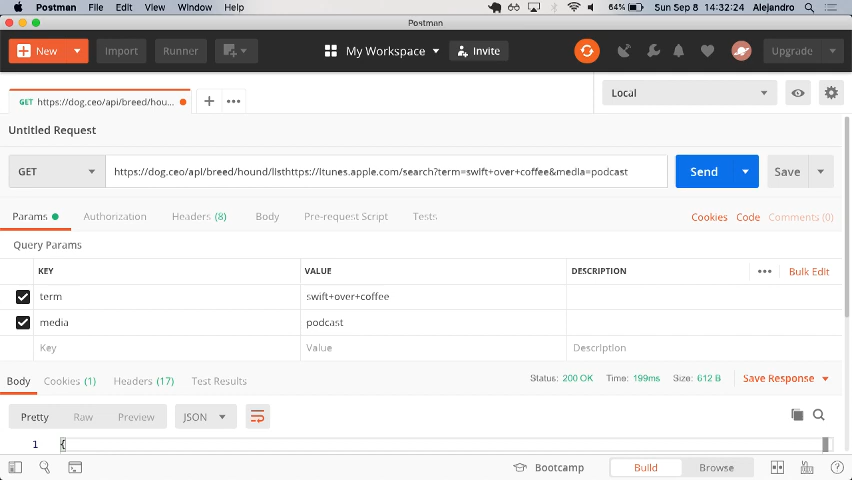 Postman File Edit View Window Help 64% Sun Sep 8 14:32:24 Alejandro
Postman
New Import Runner My Workspace Invite Upgrade
GET https://dog.ceo/api/breed/hou... Local
Untitled Request
GET https://dog.ceo/api/breed/hound/listhttps://itunes.apple.com/search?term=swift+over+coffee&media=podcast Send Save
Params Authorization Headers (8) Body Pre-request Script Tests Cookies Code Comments (0)
Query Params
KEY VALUE DESCRIPTION Bulk Edit
term swift+over+coffee
media podcast
Key Value Description
Body Cookies (1) Headers (17) Test Results Status: 200 OK Time: 199ms Size: 612 B Save Response
Pretty Raw Preview JSON
1 {
Bootcamp Build Browse